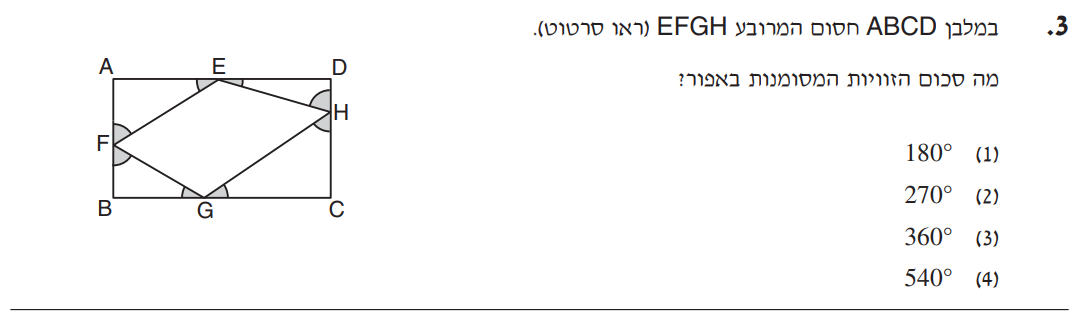 3. במלבן ABCD חסום המרובע EFGH (ראו סרטוט).
מה סכום הזוויות המסומנות באפור?
(1) 180°
(2) 270°
(3) 360°
(4) 540°
A E D
H
F
B G C